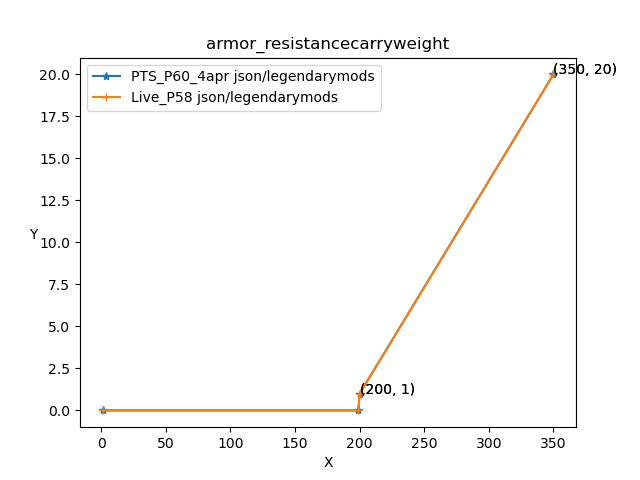 armor_resistancecarryweight
PTS_P60_4apr json/legendarymods
Live_P58 json/legendarymods
(350, 20)
(200, 1)
Y
20.0
17.5
15.0
12.5
10.0
7.5
5.0
2.5
0.0
0 50 100 150 200 250 300 350
X